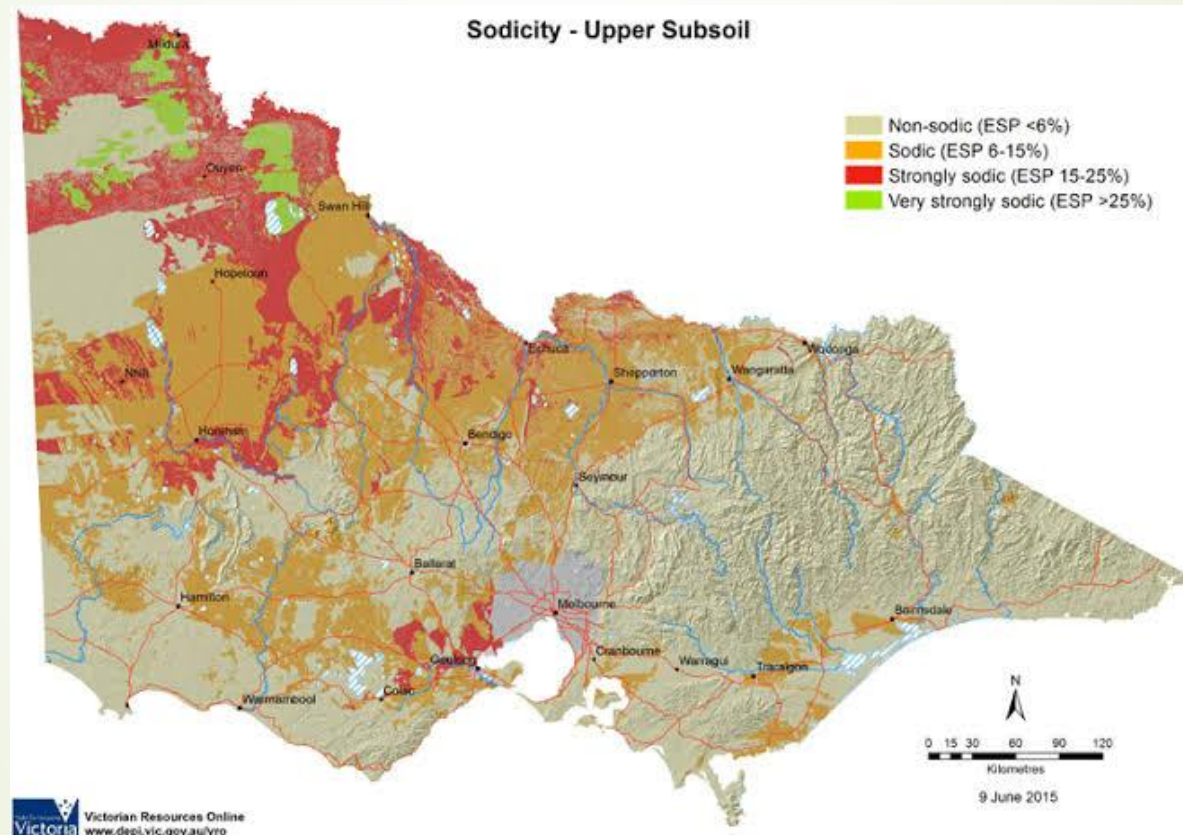 Sodicity - Upper Subsoil
Non-sodic (ESP <6%)
Sodic (ESP 6-15%)
Strongly sodic (ESP 15-25%)
Very strongly sodic (ESP >25%)
Mildura
Ouyen
Swan Hill
Hopetoun
Nhill
Horsham
Echuca
Shepparton
Wangaratta
Wodonga
Bendigo
Seymour
Ballarat
Hamilton
Melbourne
Bairnsdale
Geelong
Cranbourne
Warragul
Traralgon
Colac
Warrnambool
N
0 15 30 60 90 120
Kilometres
9 June 2015
Victoria
Victorian Resources Online
www.depi.vic.gov.au/vro